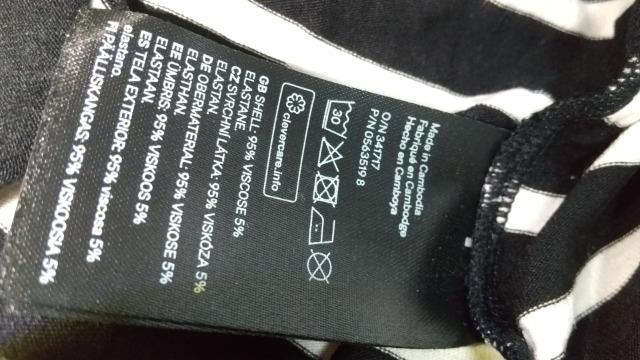 Made in Cambodia
Fabriqué en Cambodge
Hecho en Camboya
O/N 341717
P/N 0563519 8
30
clevercare.info
GB SHELL: 95% VISCOSE 5%
ELASTANE.
CZ SVRCHNÍ LÁTKA: 95% VISKÓZA 5%
ELASTAN.
DE OBERMATERIAL: 95% VISKOSE 5%
ELASTHAN.
EE ÜMBRIS: 95% VISKOOS 5%
ELASTAAN.
ES TELA EXTERIOR: 95% viscosa 5%
elastano.
FI PÄÄLLISKANGAS: 95% VISKOOSIA 5%